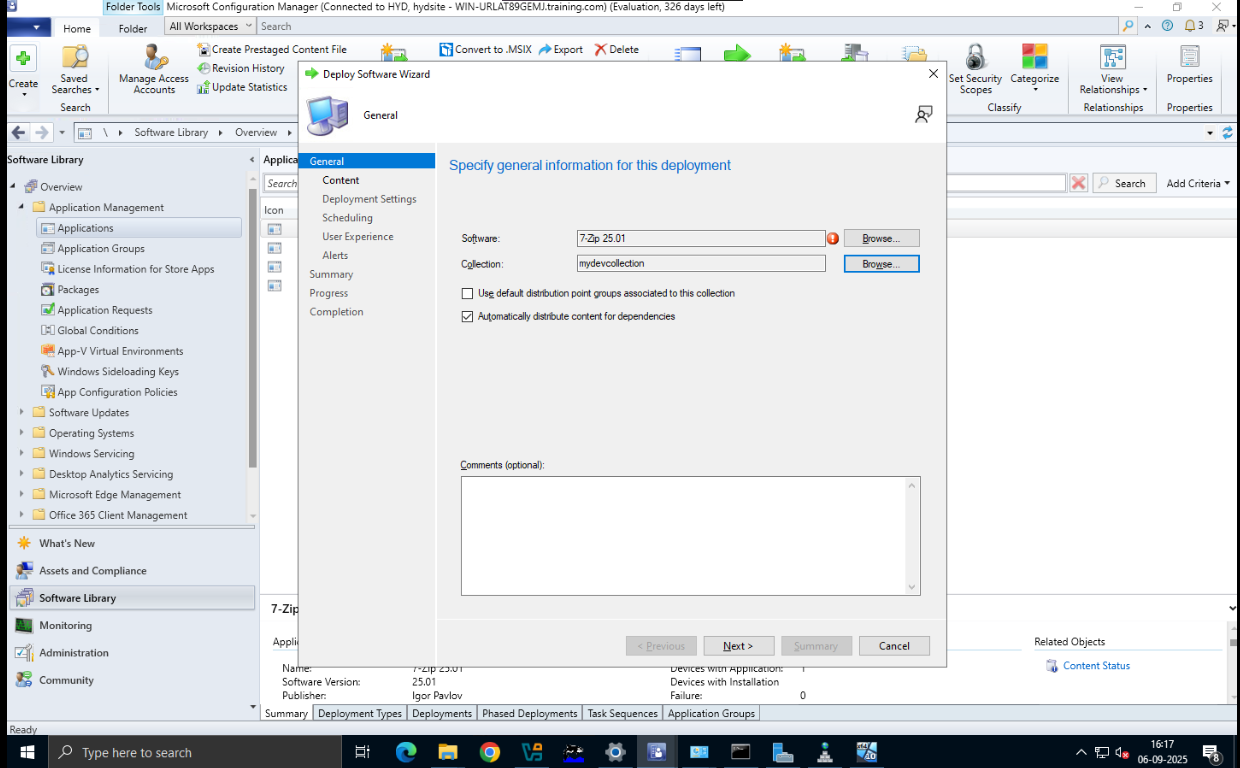 Folder Tools
Microsoft Configuration Manager (Connected to HYD, hydsite - WIN-URLAT89GEMJ.training.com) (Evaluation, 326 days left)
Home
Folder
All Workspaces
Search
3
Create
Saved Searches
Search
Manage Access Accounts
Create Prestaged Content File
Revision History
Update Statistics
Convert to .MSIX
Export
Delete
Set Security Scopes
Categorize
Classify
View Relationships
Relationships
Properties
Properties
\
Software Library
Overview
Software Library
Overview
Application Management
Applications
Application Groups
License Information for Store Apps
Packages
Application Requests
Global Conditions
App-V Virtual Environments
Windows Sideloading Keys
App Configuration Policies
Software Updates
Operating Systems
Windows Servicing
Desktop Analytics Servicing
Microsoft Edge Management
Office 365 Client Management
What's New
Assets and Compliance
Software Library
Monitoring
Administration
Community
Ready
Search
Icon
Search
Add Criteria
Deploy Software Wizard
General
General
Content
Deployment Settings
Scheduling
User Experience
Alerts
Summary
Progress
Completion
Specify general information for this deployment
Software:
7-Zip 25.01
Browse...
Collection:
mydevcollection
Browse...
Use default distribution point groups associated to this collection
Automatically distribute content for dependencies
Comments (optional):
< Previous
Next >
Summary
Cancel
7-Zip
Name:
7-Zip 25.01
Software Version:
25.01
Publisher:
Igor Pavlov
Devices with Application:
1
Devices with Installation Failure:
0
Related Objects
Content Status
Summary
Deployment Types
Deployments
Phased Deployments
Task Sequences
Application Groups
Type here to search
16:17
06-09-2025
8